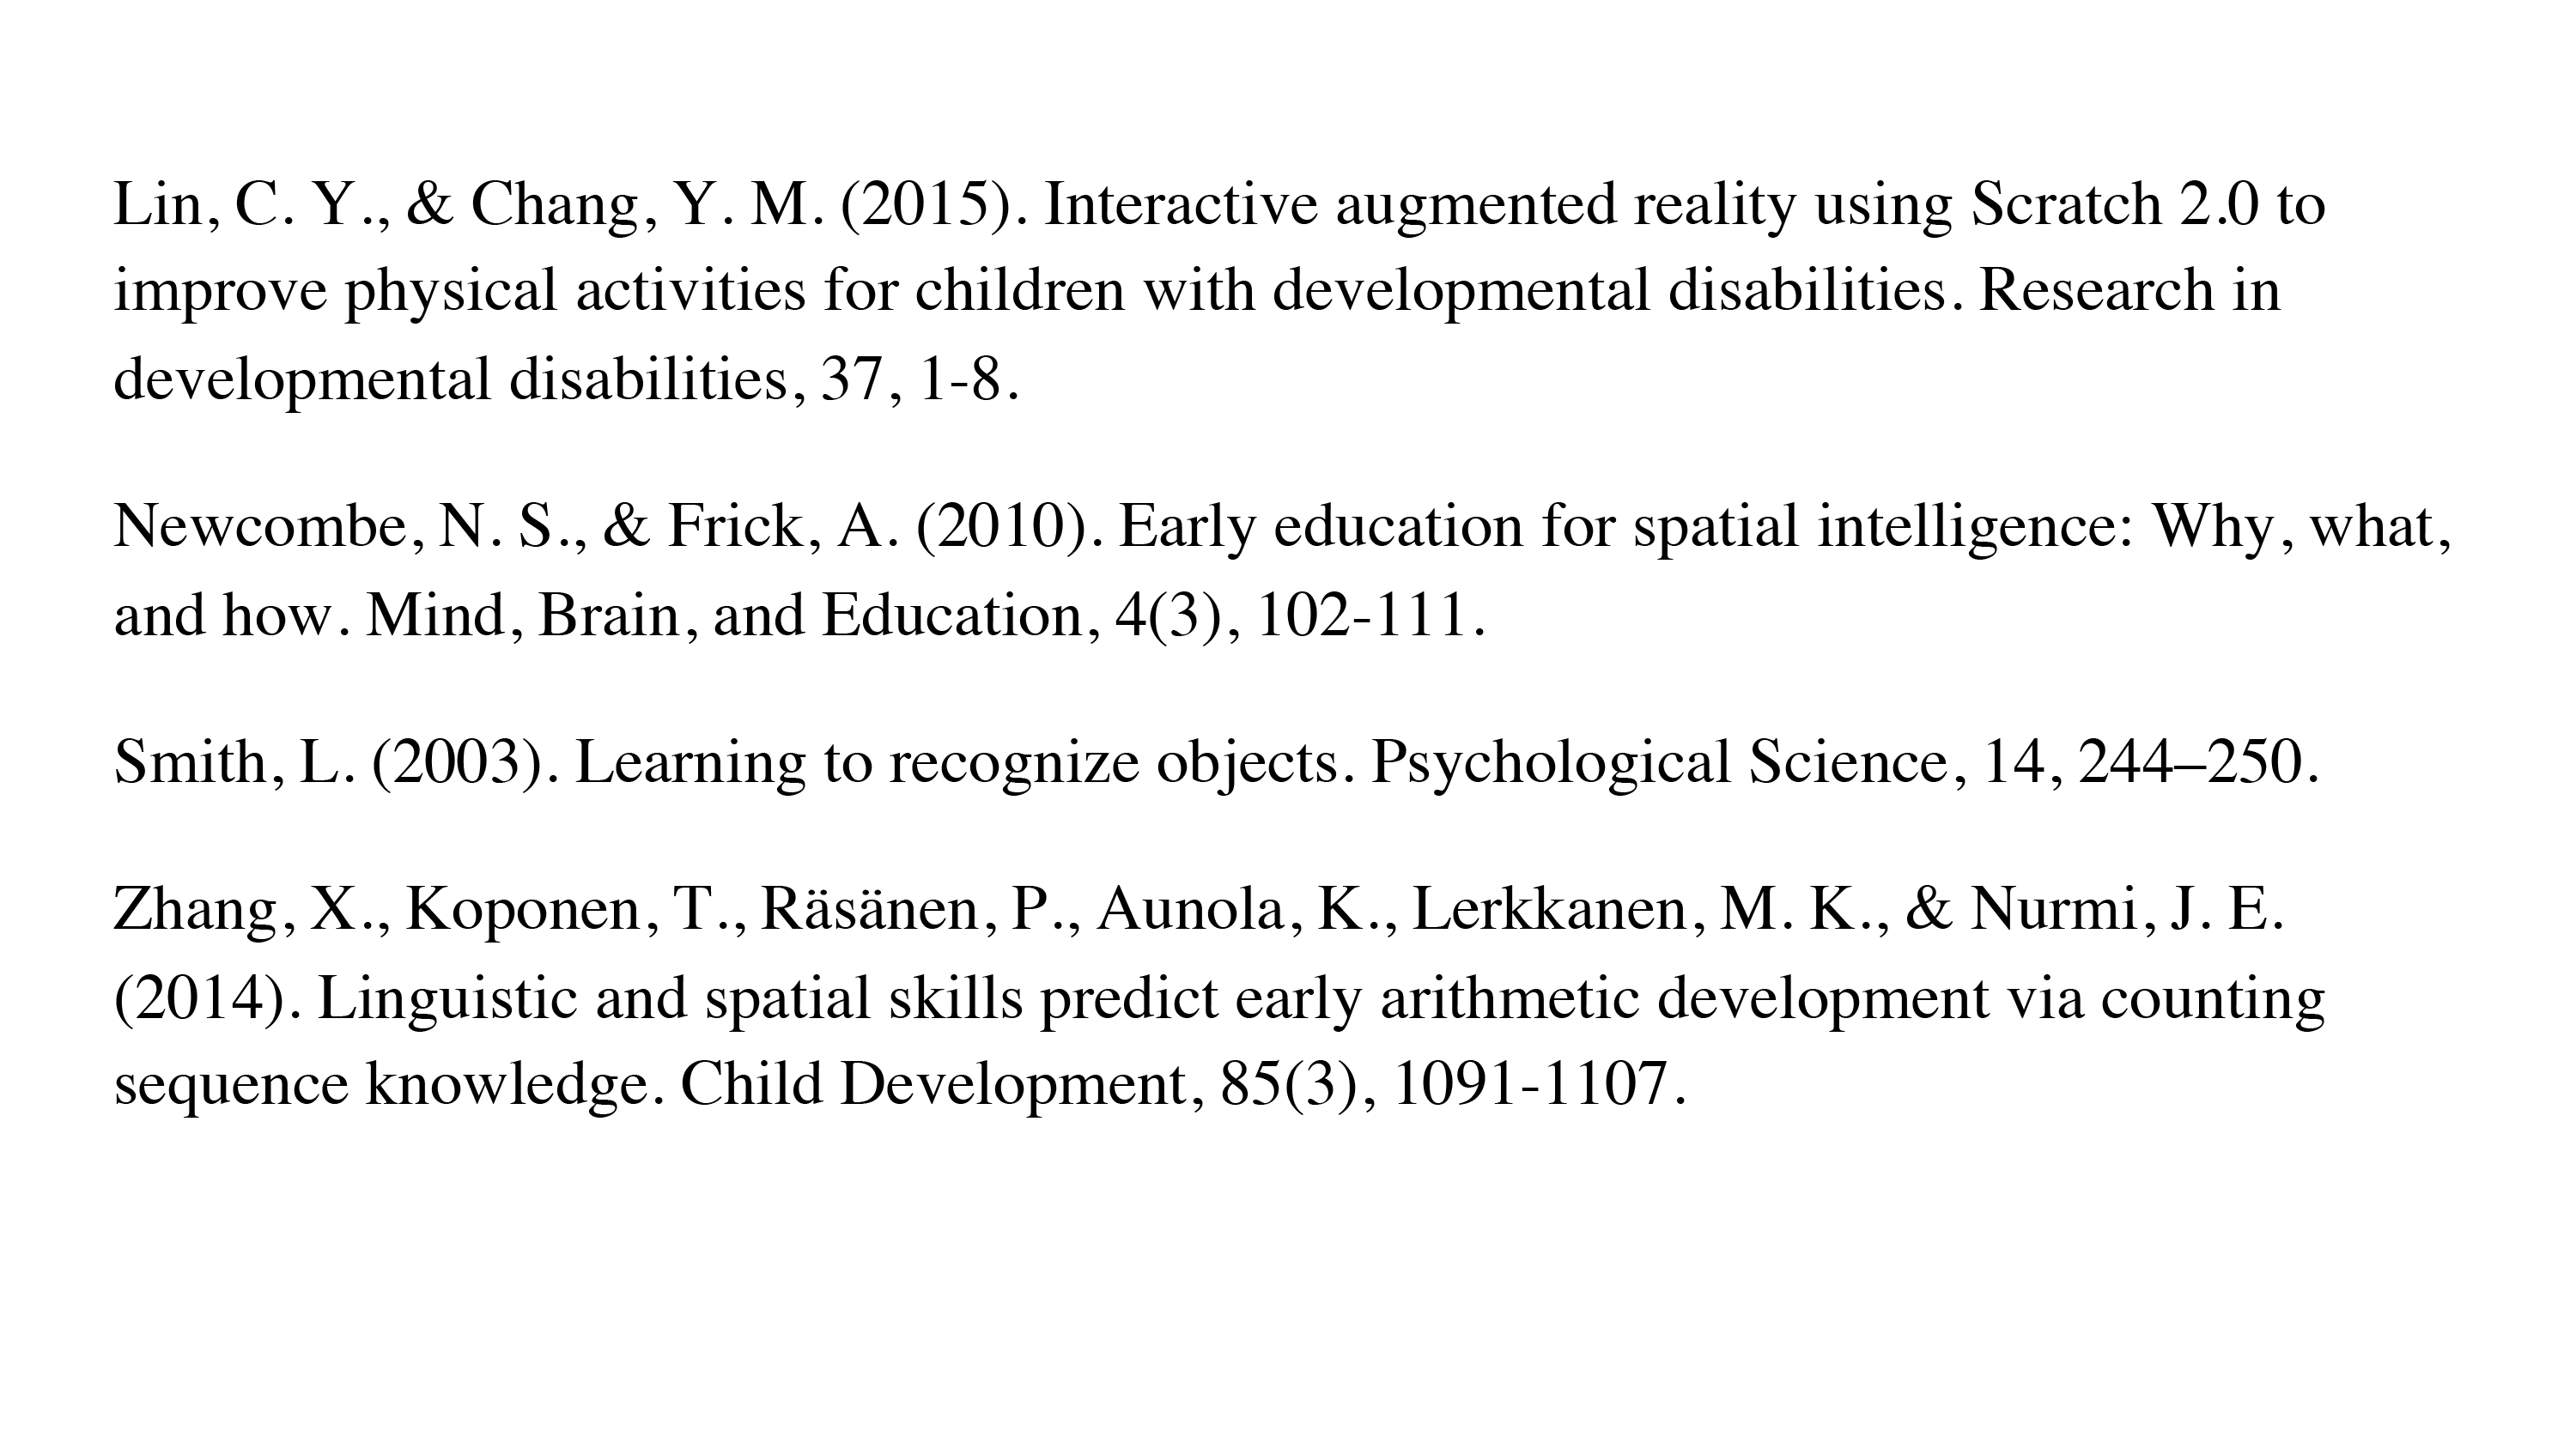 Lin, C. Y., & Chang, Y. M. (2015). Interactive augmented reality using Scratch 2.0 to
improve physical activities for children with developmental disabilities. Research in
developmental disabilities, 37, 1-8.
Newcombe, N. S., & Frick, A. (2010). Early education for spatial intelligence: Why, what,
and how. Mind, Brain, and Education, 4(3), 102-111.
Smith, L. (2003). Learning to recognize objects. Psychological Science, 14, 244–250.
Zhang, X., Koponen, T., Räsänen, P., Aunola, K., Lerkkanen, M. K., & Nurmi, J. E.
(2014). Linguistic and spatial skills predict early arithmetic development via counting
sequence knowledge. Child Development, 85(3), 1091-1107.